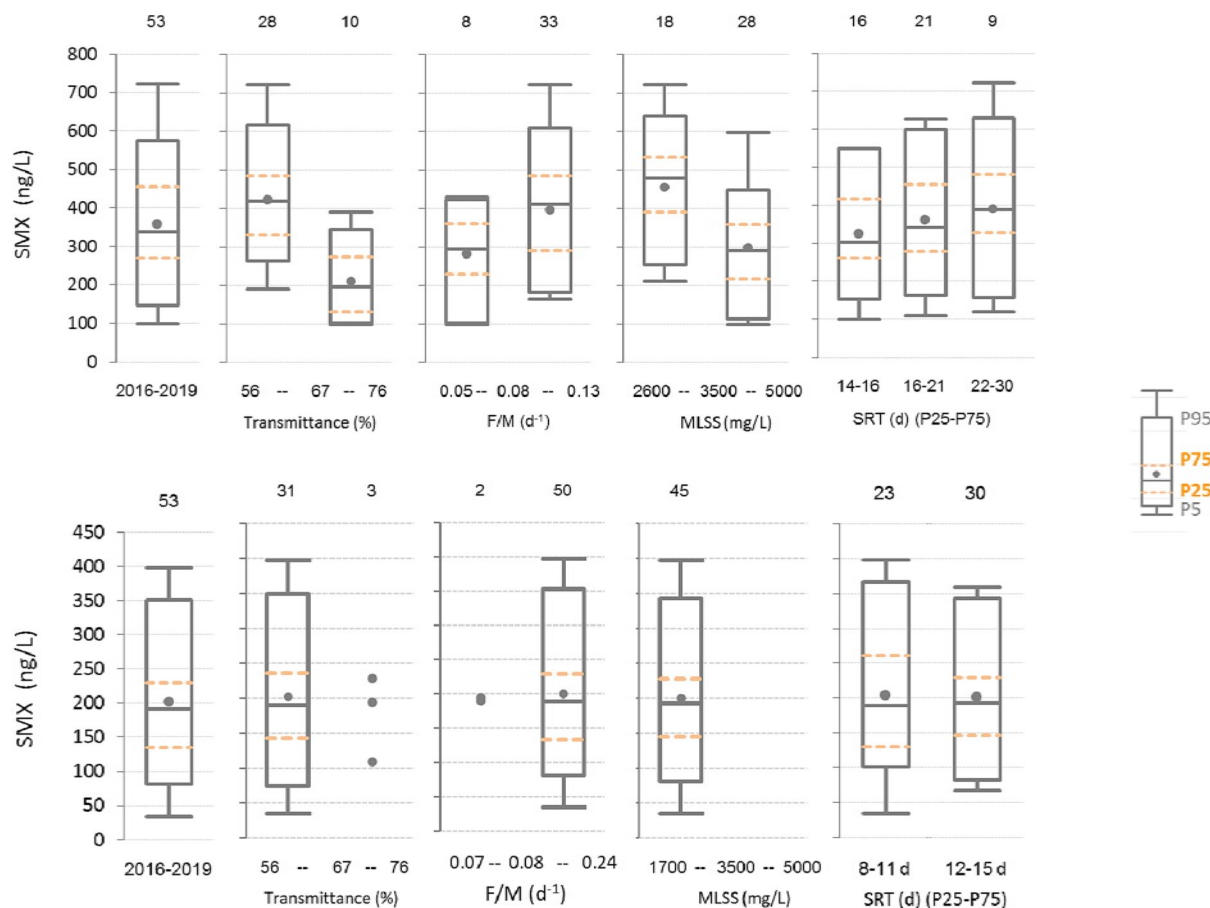 53 28 10 8 33 18 28 16 21 9
800
700
600
500
400
300
200
100
0
SMX (ng/L)
2016-2019 56 -- 67 -- 76 0.05-- 0.08 -- 0.13 2600 -- 3500 -- 5000 14-16 16-21 22-30
Transmittance (%) F/M (d⁻¹) MLSS(mg/L) SRT (d) (P25-P75)
P95
P75
P25
P5
53 31 3 2 50 45 23 30
450
400
350
300
250
200
150
100
50
0
SMX (ng/L)
2016-2019 56 -- 67 -- 76 0.07-- 0.08 -- 0.24 1700 -- 3500 -- 5000 8-11 d 12-15 d
Transmittance (%) F/M (d⁻¹) MLSS (mg/L) SRT (d) (P25-P75)